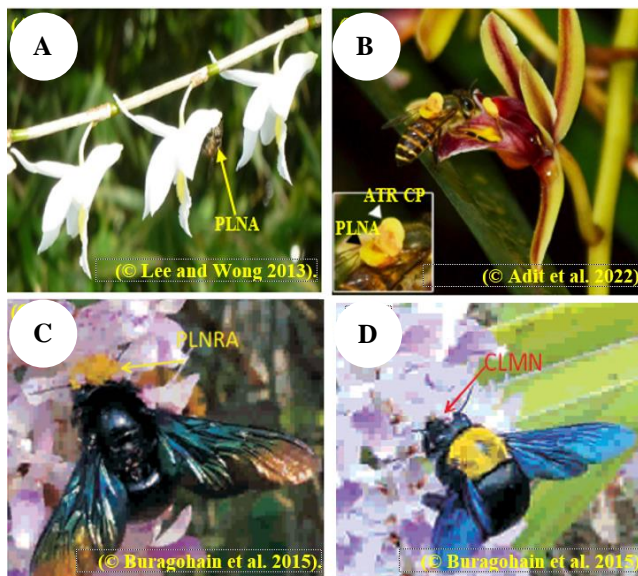 A
PLNA
(© Lee and Wong 2013).
B
ATR CP
PLNA
(© Adit et al. 2022)
C
PLNRA
(© Buragohain et al. 2015).
D
CLMN
(© Buragohain et al. 2015)